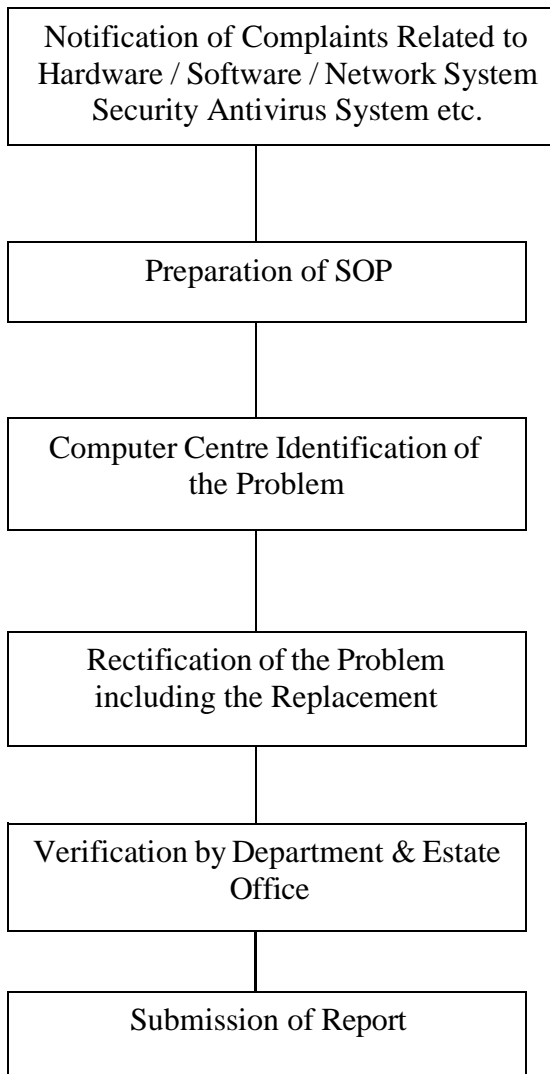 Notification of Complaints Related to
Hardware / Software / Network System
Security Antivirus System etc.
Preparation of SOP
Computer Centre Identification of
the Problem
Rectification of the Problem
including the Replacement
Verification by Department & Estate
Office
Submission of Report